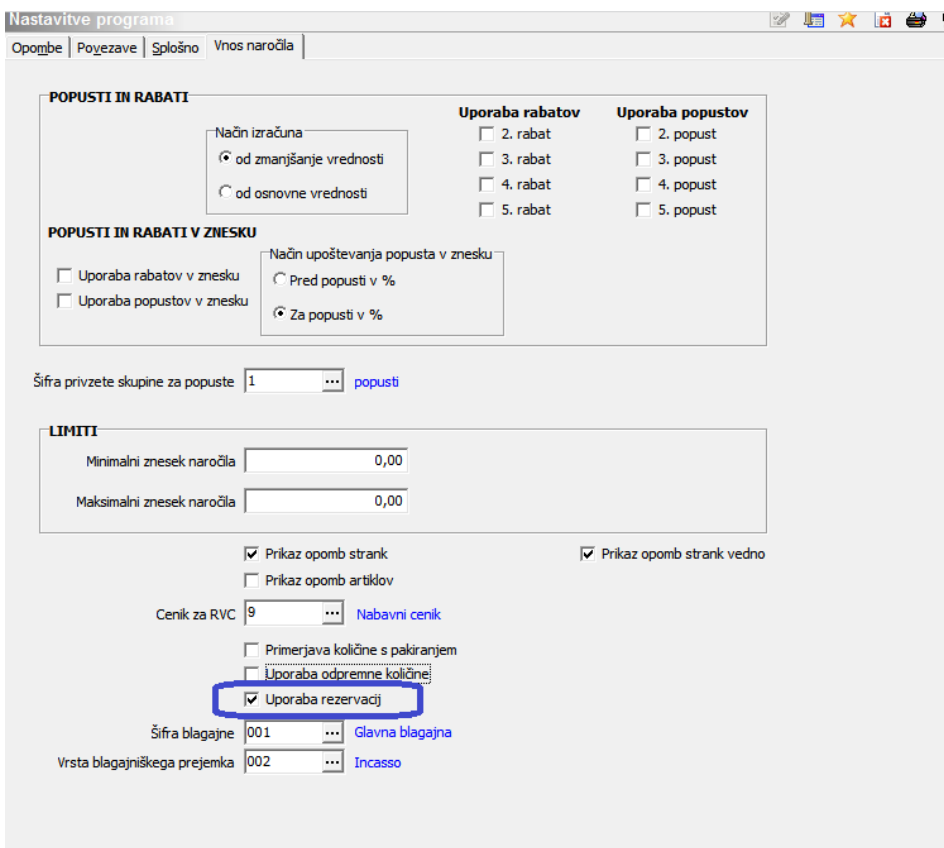 Nastavitve programa
Opombe Povezave Splošno Vnos naročila
POPUSTI IN RABATI
Uporaba rabatov Uporaba popustov
Način izračuna
2. rabat 2. popust
od zmanjšanje vrednosti
3. rabat 3. popust
od osnovne vrednosti
4. rabat 4. popust
5. rabat 5. popust
POPUSTI IN RABATI V ZNESKU
Način upoštevanja popusta v znesku
Uporaba rabatov v znesku
Pred popusti v %
Uporaba popustov v znesku
Za popusti v %
Šifra privzete skupine za popuste 1 ... popusti
LIMITI
Minimalni znesek naročila 0,00
Maksimalni znesek naročila 0,00
Prikaz opomb strank Prikaz opomb strank vedno
Prikaz opomb artiklov
Cenik za RVC 9 ... Nabavni cenik
Primerjava količine s pakiranjem
Uporaba odpremne količine
Uporaba rezervacij
Šifra blagajne 001 ... Glavna blagajna
Vrsta blagajniškega prejemka 002 ... Incasso